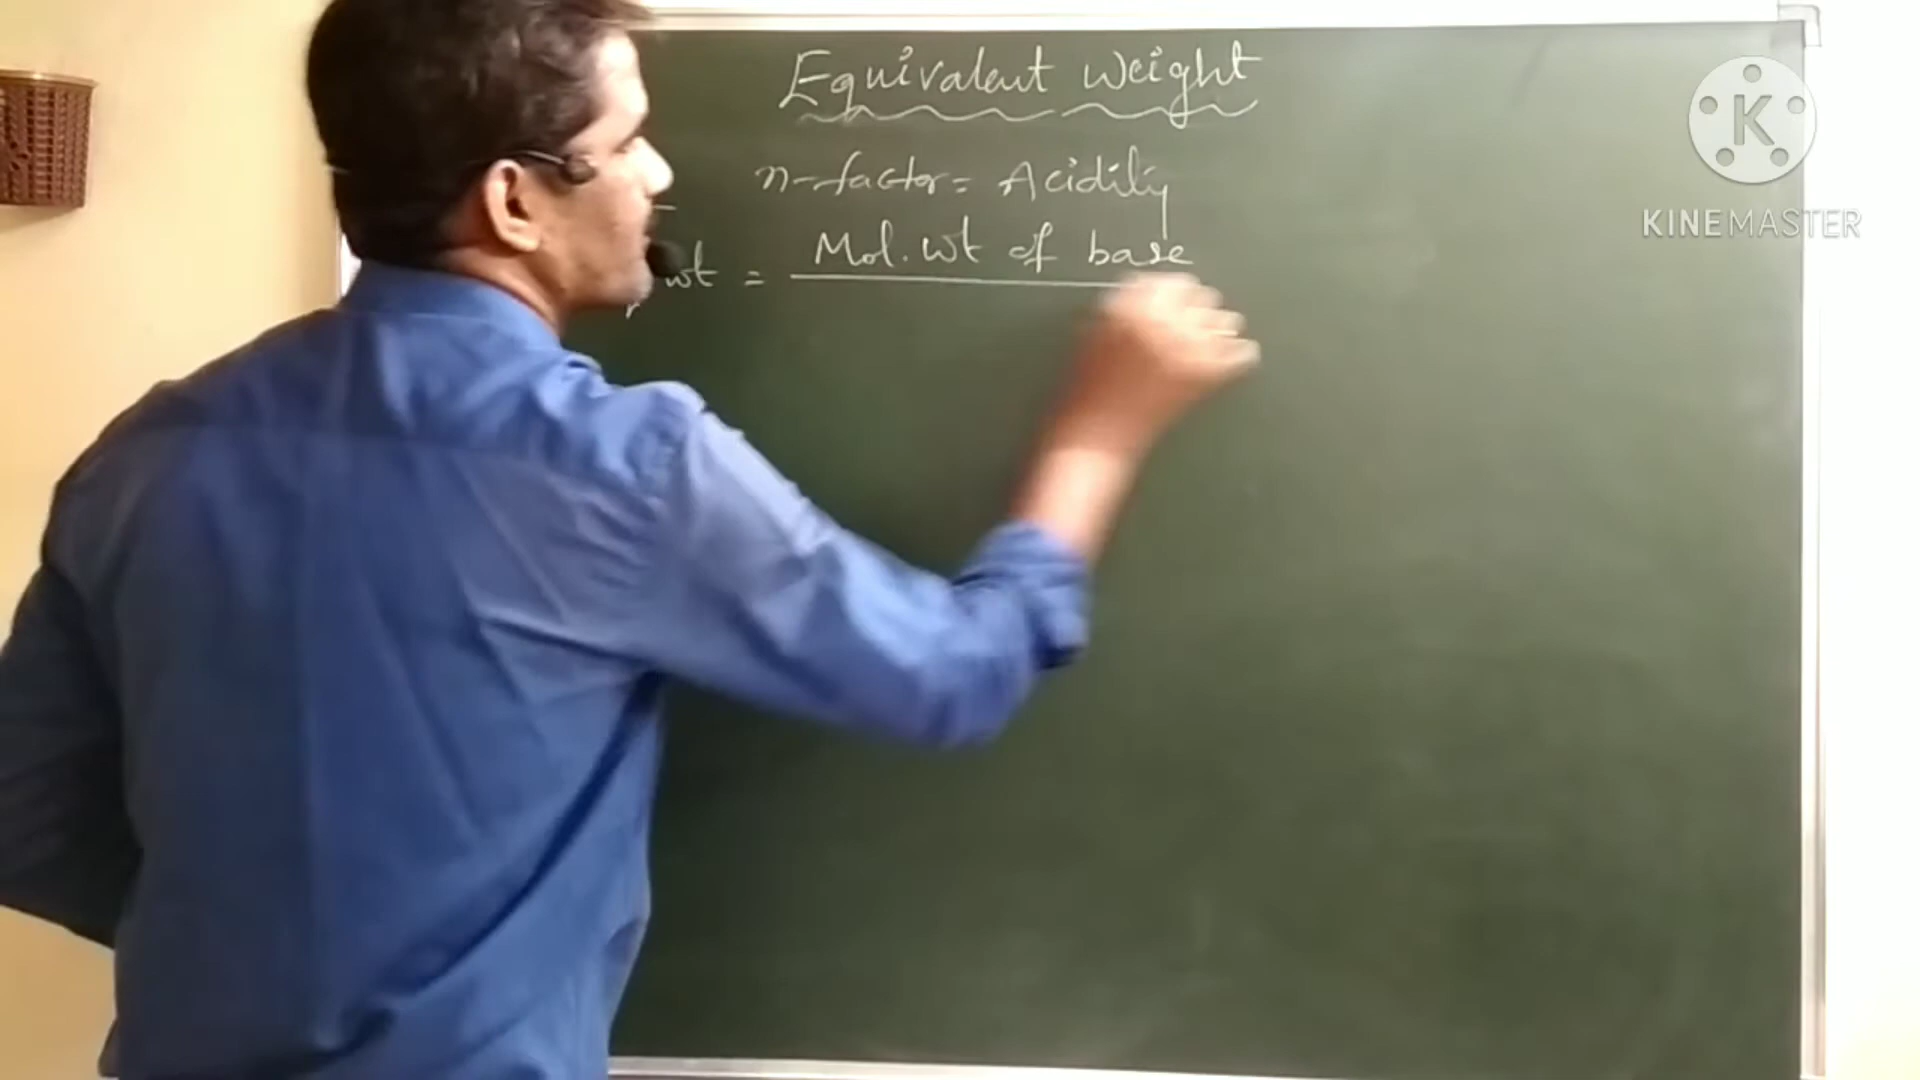 Equivalent Weight
n-factor = Acidity
Mol. wt of base
wt =
K
KINEMASTER